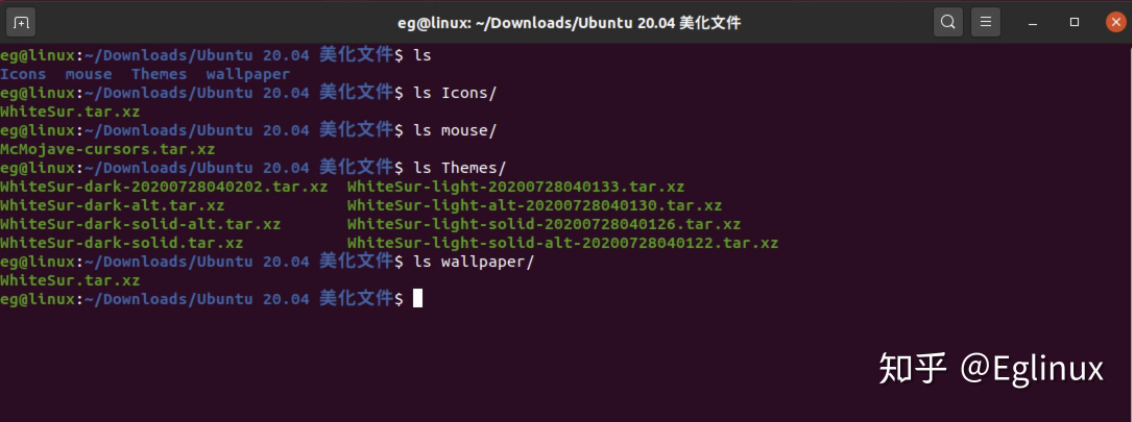 eg@linux: ~/Downloads/Ubuntu 20.04 美化文件
eg@linux:~/Downloads/Ubuntu 20.04 美化文件$ ls
Icons  mouse  Themes  wallpaper
eg@linux:~/Downloads/Ubuntu 20.04 美化文件$ ls Icons/
WhiteSur.tar.xz
eg@linux:~/Downloads/Ubuntu 20.04 美化文件$ ls mouse/
McMojave-cursors.tar.xz
eg@linux:~/Downloads/Ubuntu 20.04 美化文件$ ls Themes/
WhiteSur-dark-20200728040202.tar.xz  WhiteSur-light-20200728040133.tar.xz
WhiteSur-dark-alt.tar.xz             WhiteSur-light-alt-20200728040130.tar.xz
WhiteSur-dark-solid-alt.tar.xz       WhiteSur-light-solid-20200728040126.tar.xz
WhiteSur-dark-solid.tar.xz           WhiteSur-light-solid-alt-20200728040122.tar.xz
eg@linux:~/Downloads/Ubuntu 20.04 美化文件$ ls wallpaper/
WhiteSur.tar.xz
eg@linux:~/Downloads/Ubuntu 20.04 美化文件$
知乎 @Eglinux